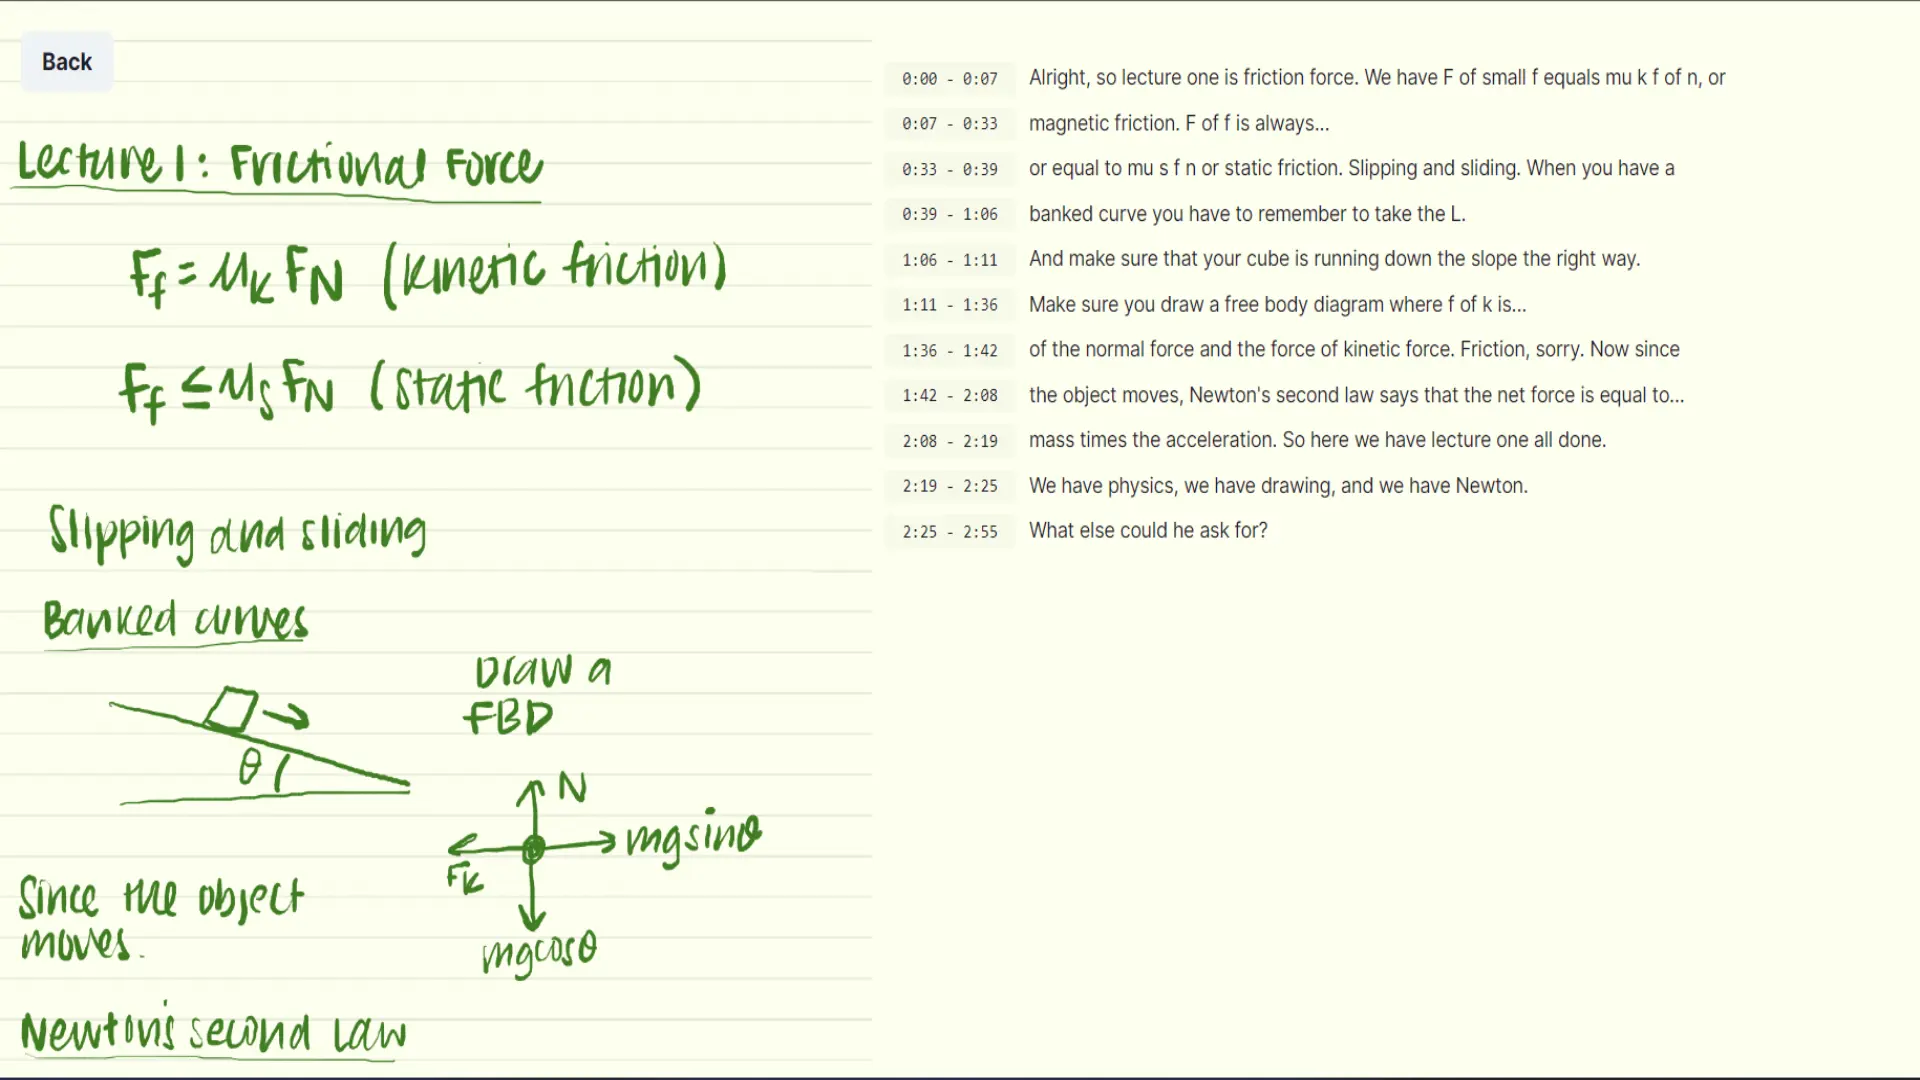 Back
Lecture 1: Frictional Force
Ff = μk FN (kinetic friction)
Ff ≤ μs FN (static friction)
Slipping and sliding
Banked curves
θ
Draw a
FBD
N
mgsinθ
Fk
mgcosθ
Since the object
moves.
Newton's second Law
0:00 - 0:07 Alright, so lecture one is friction force. We have F of small f equals mu k f of n, or
0:07 - 0:33 magnetic friction. F of f is always...
0:33 - 0:39 or equal to mu s f n or static friction. Slipping and sliding. When you have a
0:39 - 1:06 banked curve you have to remember to take the L.
1:06 - 1:11 And make sure that your cube is running down the slope the right way.
1:11 - 1:36 Make sure you draw a free body diagram where f of k is...
1:36 - 1:42 of the normal force and the force of kinetic force. Friction, sorry. Now since
1:42 - 2:08 the object moves, Newton's second law says that the net force is equal to...
2:08 - 2:19 mass times the acceleration. So here we have lecture one all done.
2:19 - 2:25 We have physics, we have drawing, and we have Newton.
2:25 - 2:55 What else could he ask for?